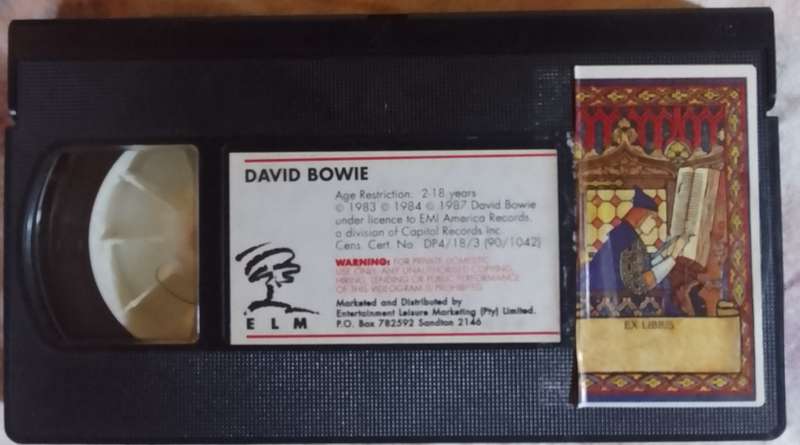 DAVID BOWIE
Age Restriction: 2-18 years
© 1983 © 1984 © 1987 David Bowie
under licence to EMI America Records,
a division of Capitol Records Inc
Cens. Cert. No DP4/18/3 (90/1042)
WARNING: FOR PRIVATE DOMESTIC
USE ONLY. ANY UNAUTHORISED COPYING,
HIRING, LENDING OR PUBLIC PERFORMANCE
OF THIS VIDEOGRAM IS PROHIBITED
Marketed and Distributed by
Entertainment Leisure Marketing (Pty) Limited.
P.O. Box 782592 Sandton 2146
ELM
EX LIBRIS